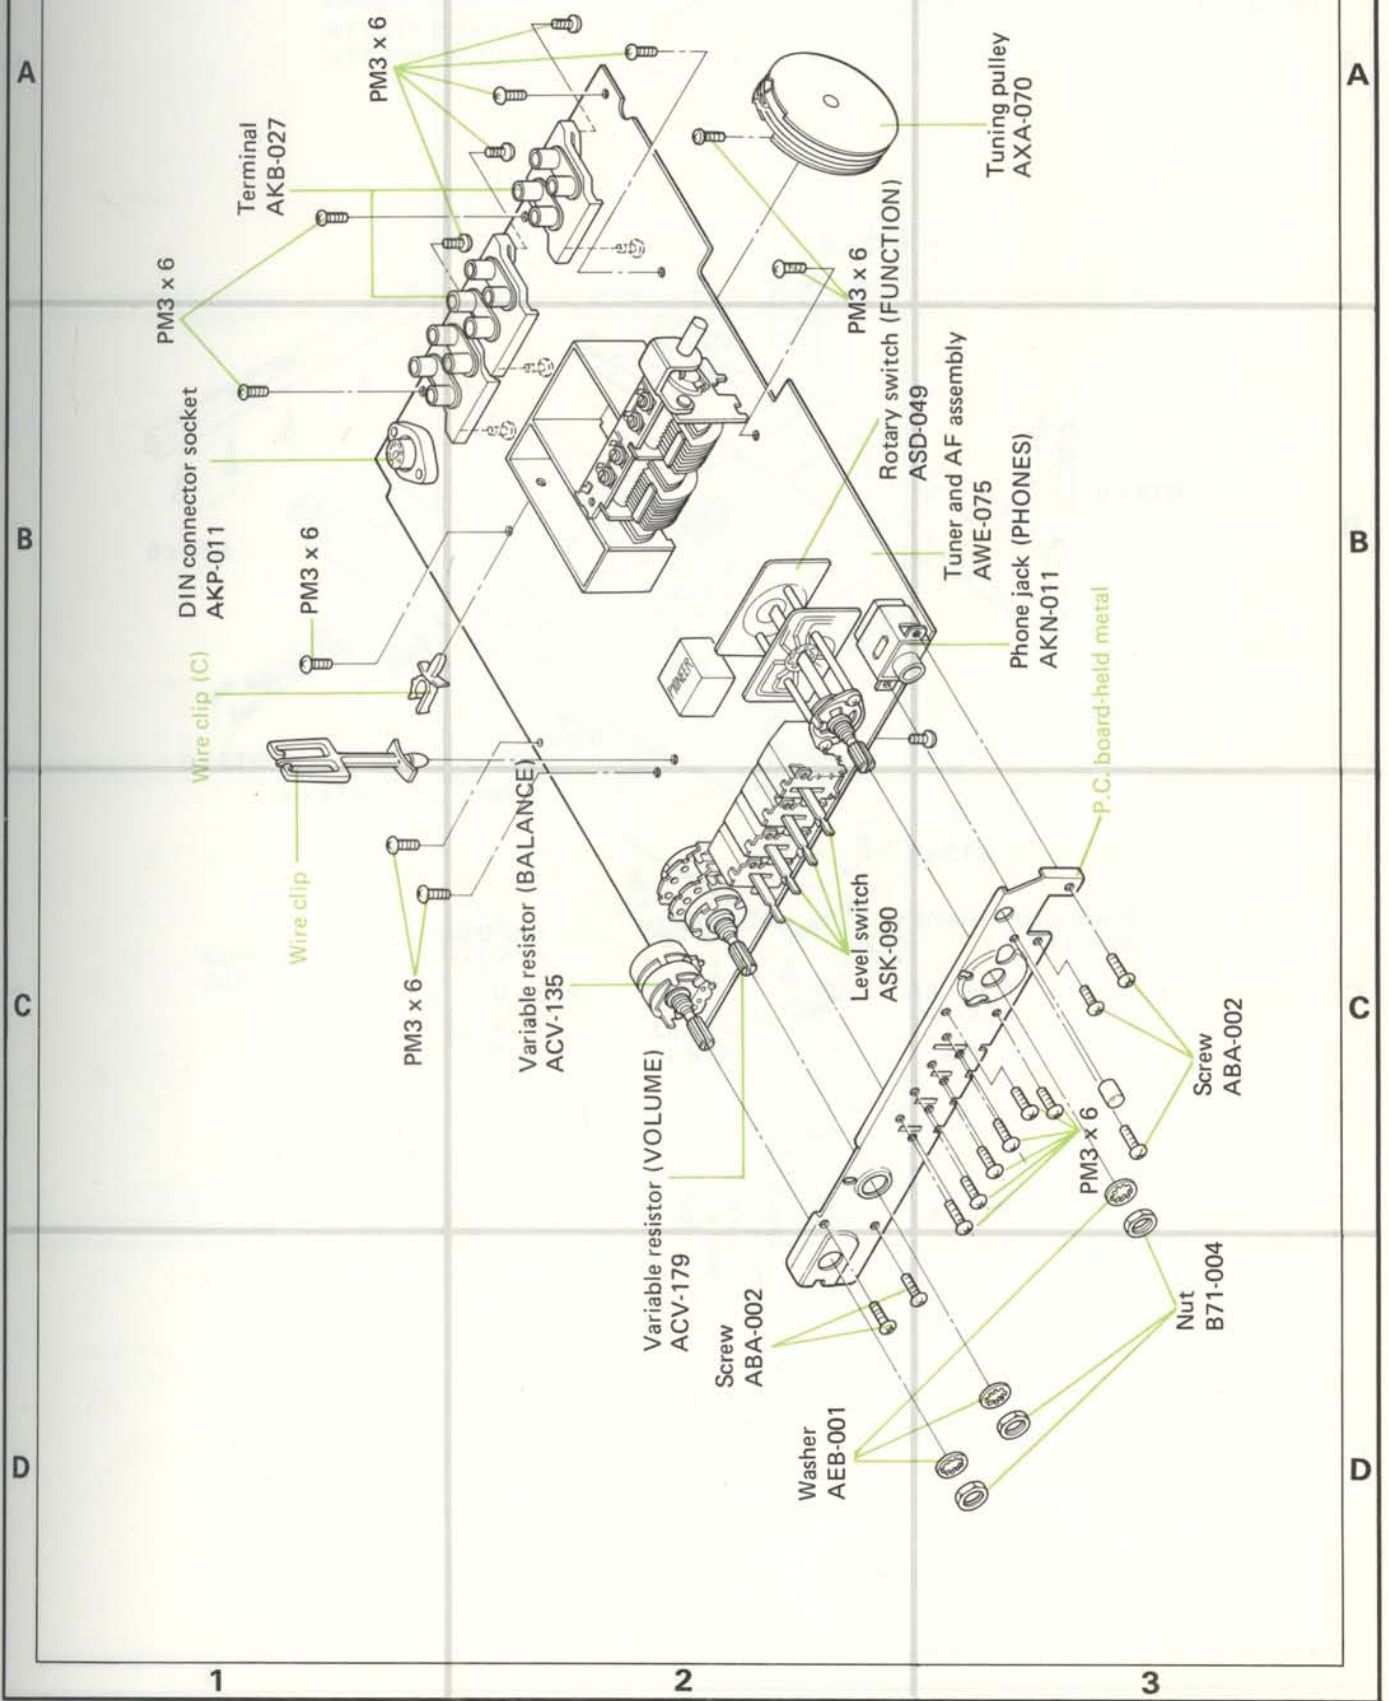 A
A
PM3 x 6
Terminal
AKB-027
PM3 x 6
Tuning pulley
AXA-070
PM3 x 6
Rotary switch (FUNCTION)
ASD-049
DIN connector socket
AKP-011
B
B
PM3 x 6
Tuner and AF assembly
AWE-075
Phone jack (PHONES)
AKN-011
Wire clip (C)
PIONEER
P.C. board-held metal
Wire clip
PM3 x 6
Variable resistor (BALANCE)
ACV-135
Level switch
ASK-090
C
C
Screw
ABA-002
Variable resistor (VOLUME)
ACV-179
PM3 x 6
Screw
ABA-002
Nut
B71-004
Washer
AEB-001
D
D
1
2
3